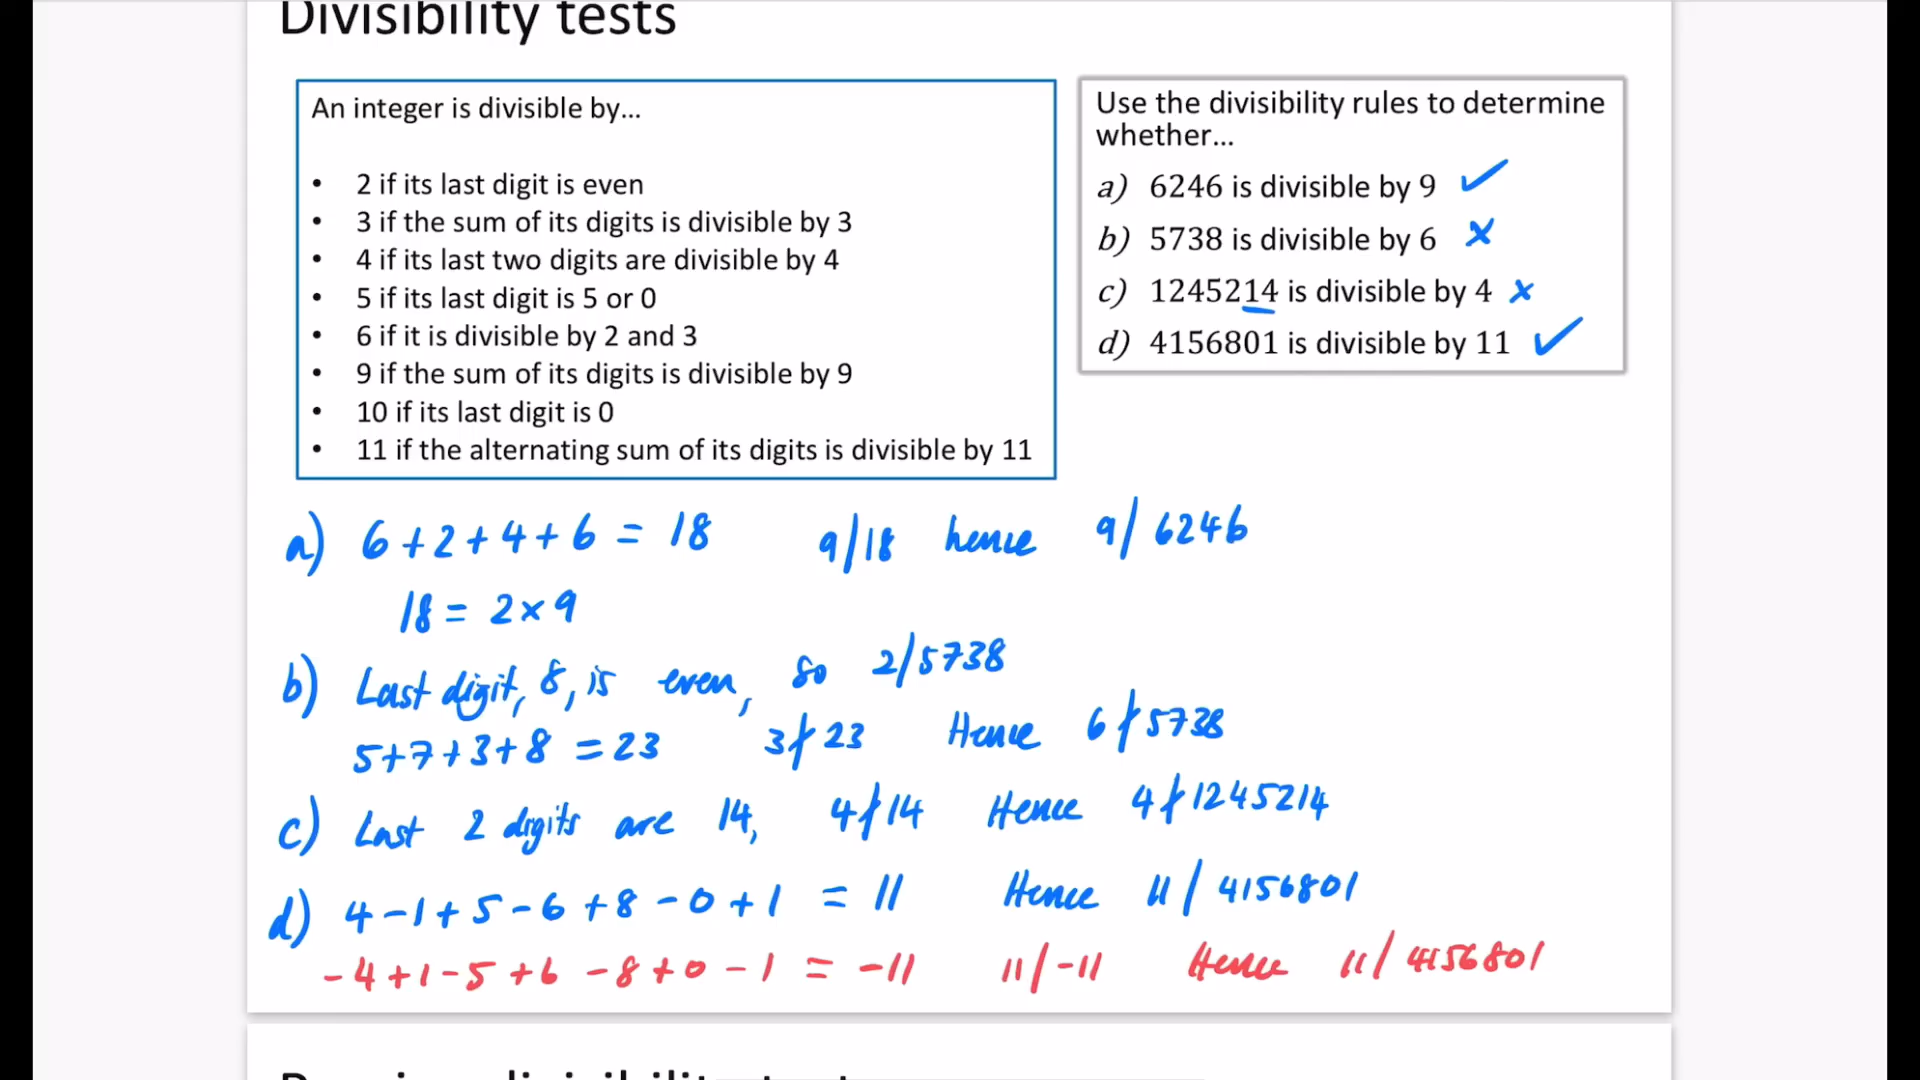 Divisibility tests
An integer is divisible by...
• 2 if its last digit is even
• 3 if the sum of its digits is divisible by 3
• 4 if its last two digits are divisible by 4
• 5 if its last digit is 5 or 0
• 6 if it is divisible by 2 and 3
• 9 if the sum of its digits is divisible by 9
• 10 if its last digit is 0
• 11 if the alternating sum of its digits is divisible by 11
Use the divisibility rules to determine
whether...
a) 6246 is divisible by 9 ✓
b) 5738 is divisible by 6 ✗
c) 1245214 is divisible by 4 ✗
d) 4156801 is divisible by 11 ✓
a) 6+2+4+6 = 18 9/18 hence 9/6246
18 = 2×9
b) Last digit, 8, is even, so 2/5738
5+7+3+8 = 23 3∤23 Hence 6∤5738
c) Last 2 digits are 14, 4∤14 Hence 4∤1245214
d) 4-1+5-6+8-0+1 = 11 Hence 11/4156801
-4+1-5+6-8+0-1 = -11 11/-11 Hence 11/4156801